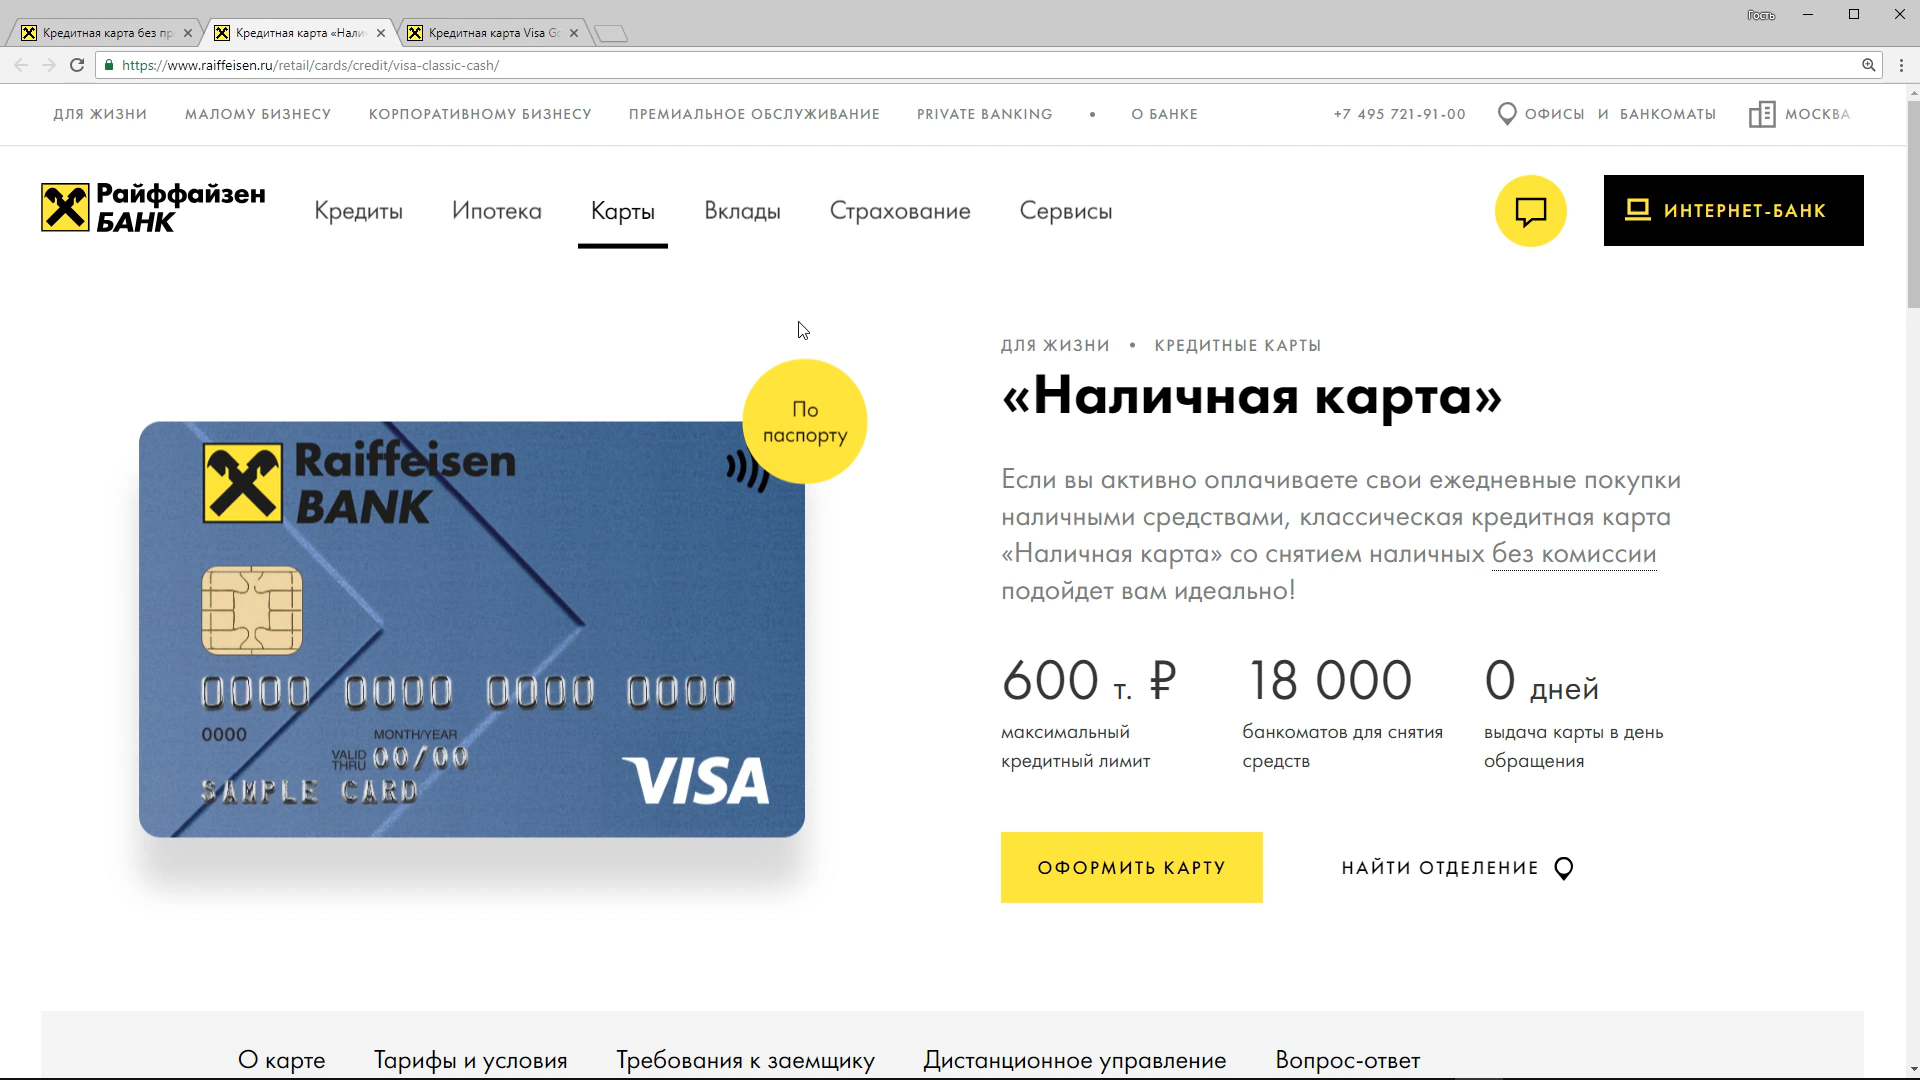 Гость
Кредитная карта без пр
Кредитная карта «Нали
Кредитная карта Visa Go
https://www.raiffeisen.ru/retail/cards/credit/visa-classic-cash/
ДЛЯ ЖИЗНИ МАЛОМУ БИЗНЕСУ КОРПОРАТИВНОМУ БИЗНЕСУ ПРЕМИАЛЬНОЕ ОБСЛУЖИВАНИЕ PRIVATE BANKING • О БАНКЕ +7 495 721-91-00 ОФИСЫ И БАНКОМАТЫ МОСКВА
Райффайзен
БАНК
Кредиты Ипотека Карты Вклады Страхование Сервисы
ИНТЕРНЕТ-БАНК
По
паспорту
Raiffeisen
BANK
0000 0000 0000 0000
0000
MONTH/YEAR
VALID
THRU
00/00
SAMPLE CARD
VISA
ДЛЯ ЖИЗНИ • КРЕДИТНЫЕ КАРТЫ
«Наличная карта»
Если вы активно оплачиваете свои ежедневные покупки
наличными средствами, классическая кредитная карта
«Наличная карта» со снятием наличных без комиссии
подойдет вам идеально!
600 т. ₽
максимальный
кредитный лимит
18 000
банкоматов для снятия
средств
0 дней
выдача карты в день
обращения
ОФОРМИТЬ КАРТУ
НАЙТИ ОТДЕЛЕНИЕ
О карте Тарифы и условия Требования к заемщику Дистанционное управление Вопрос-ответ